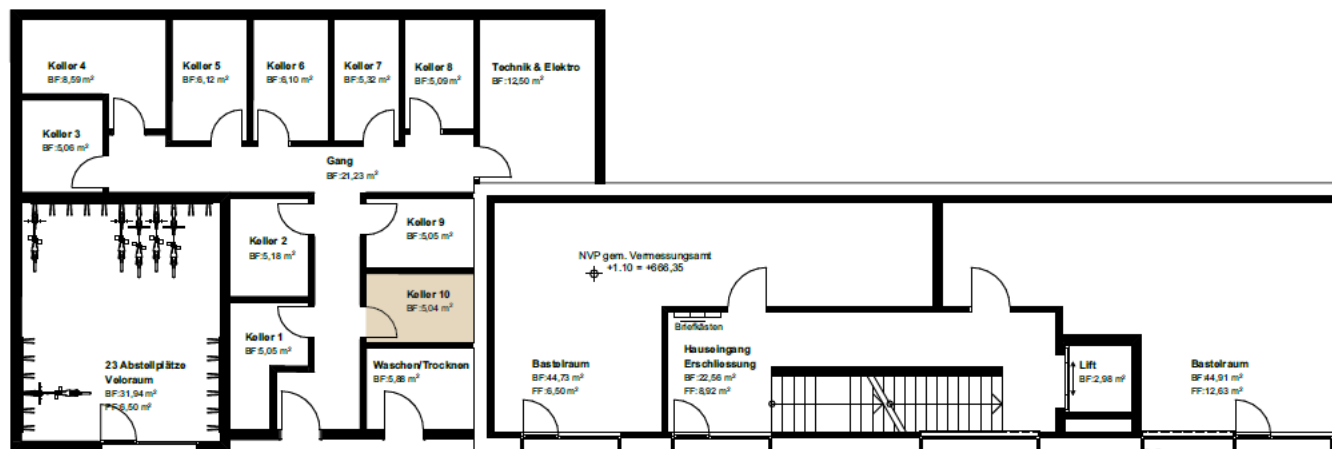 Keller 4
BF:8,59 m²
Keller 5
BF:6,12 m²
Keller 6
BF:6,10 m²
Keller 7
BF:5,32 m²
Keller 8
BF:5,09 m²
Technik & Elektro
BF:12,50 m²
Keller 3
BF:5,06 m²
Gang
BF:21,23 m²
Keller 2
BF:5,18 m²
Keller 9
BF:5,05 m²
Keller 10
BF:5,04 m²
Keller 1
BF:5,05 m²
Waschen/Trocknen
BF:5,88 m²
23 Abstellplätze
Veloraum
BF:31,94 m²
FF:6,50 m²
NVP gem. Vermessungsamt
+1.10 = +666,35
Briefkästen
Bastelraum
BF:44,73 m²
FF:6,50 m²
Hauseingang
Erschliessung
BF:22,56 m²
FF:8,92 m²
Lift
BF:2,98 m²
Bastelraum
BF:44,91 m²
FF:12,63 m²